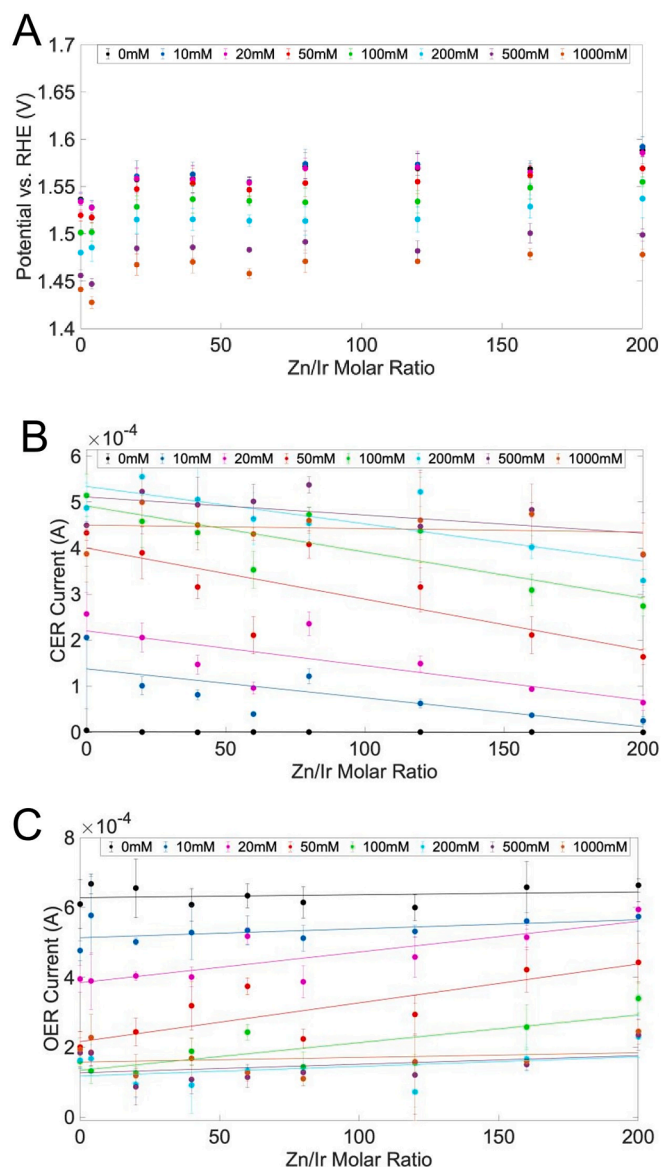 A
1.7
0mM 10mM 20mM 50mM 100mM 200mM 500mM 1000mM
1.65
1.6
1.55
1.5
1.45
1.4
Potential vs. RHE (V)
0 50 100 150 200
Zn/Ir Molar Ratio
B
×10-4
6
0mM 10mM 20mM 50mM 100mM 200mM 500mM 1000mM
5
4
3
2
1
0
CER Current (A)
0 50 100 150 200
Zn/Ir Molar Ratio
C
×10-4
8
0mM 10mM 20mM 50mM 100mM 200mM 500mM 1000mM
6
4
2
0
OER Current (A)
0 50 100 150 200
Zn/Ir Molar Ratio